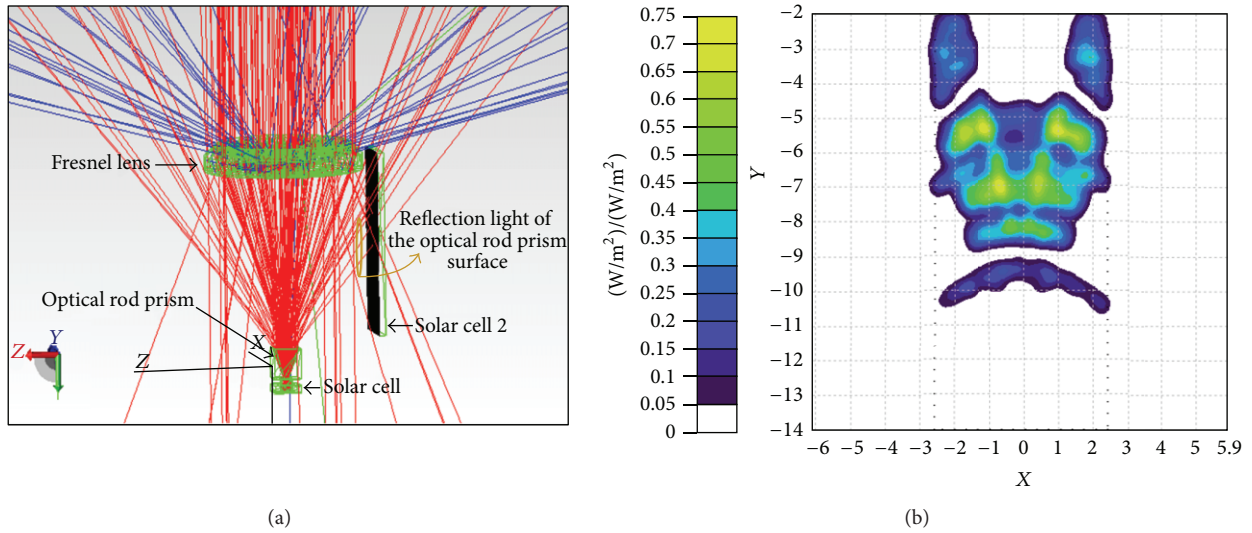 Fresnel lens
Reflection light of
the optical rod prism
surface
Optical rod prism
X
Z
Solar cell 2
Solar cell
Z
Y
(a)
(W/m²)/(W/m²)
0.75
0.7
0.65
0.6
0.55
0.5
0.45
0.4
0.35
0.3
0.25
0.2
0.15
0.1
0.05
0
Y
−2
−3
−4
−5
−6
−7
−8
−9
−10
−11
−12
−13
−14
−6 −5 −4 −3 −2 −1 0 1 2 3 4 5 5.9
X
(b)